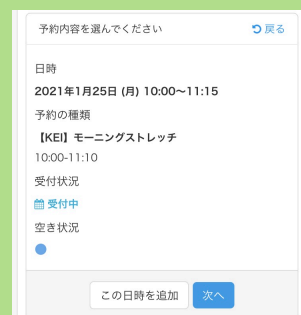 予約内容を選んでください
戻る
日時
2021年1月25日 (月) 10:00〜11:15
予約の種類
【KEI】モーニングストレッチ
10:00-11:10
受付状況
受付中
空き状況
この日時を追加
次へ